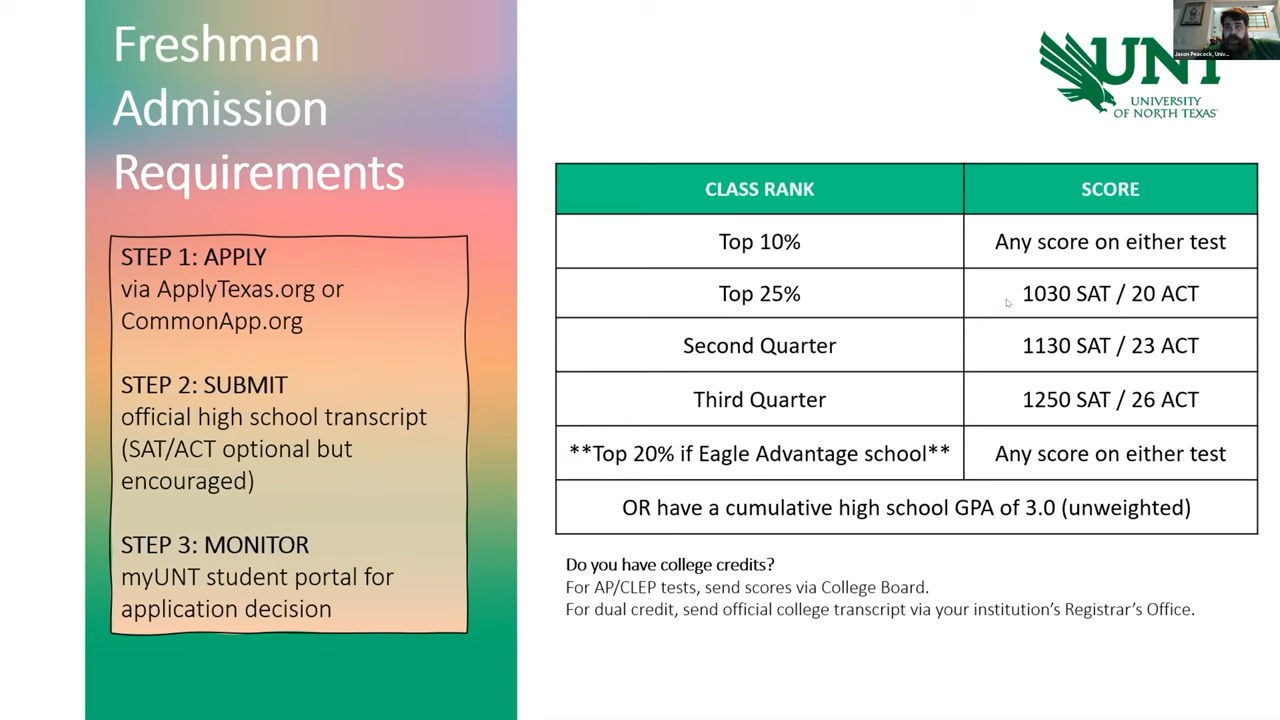 Freshman
Admission
Requirements
STEP 1: APPLY
via ApplyTexas.org or
CommonApp.org
STEP 2: SUBMIT
official high school transcript
(SAT/ACT optional but
encouraged)
STEP 3: MONITOR
myUNT student portal for
application decision
Jason Peacock, Univ...
UNT
UNIVERSITY
OF NORTH TEXAS
CLASS RANK SCORE
Top 10% Any score on either test
Top 25% 1030 SAT / 20 ACT
Second Quarter 1130 SAT / 23 ACT
Third Quarter 1250 SAT / 26 ACT
**Top 20% if Eagle Advantage school** Any score on either test
OR have a cumulative high school GPA of 3.0 (unweighted)
Do you have college credits?
For AP/CLEP tests, send scores via College Board.
For dual credit, send official college transcript via your institution's Registrar's Office.